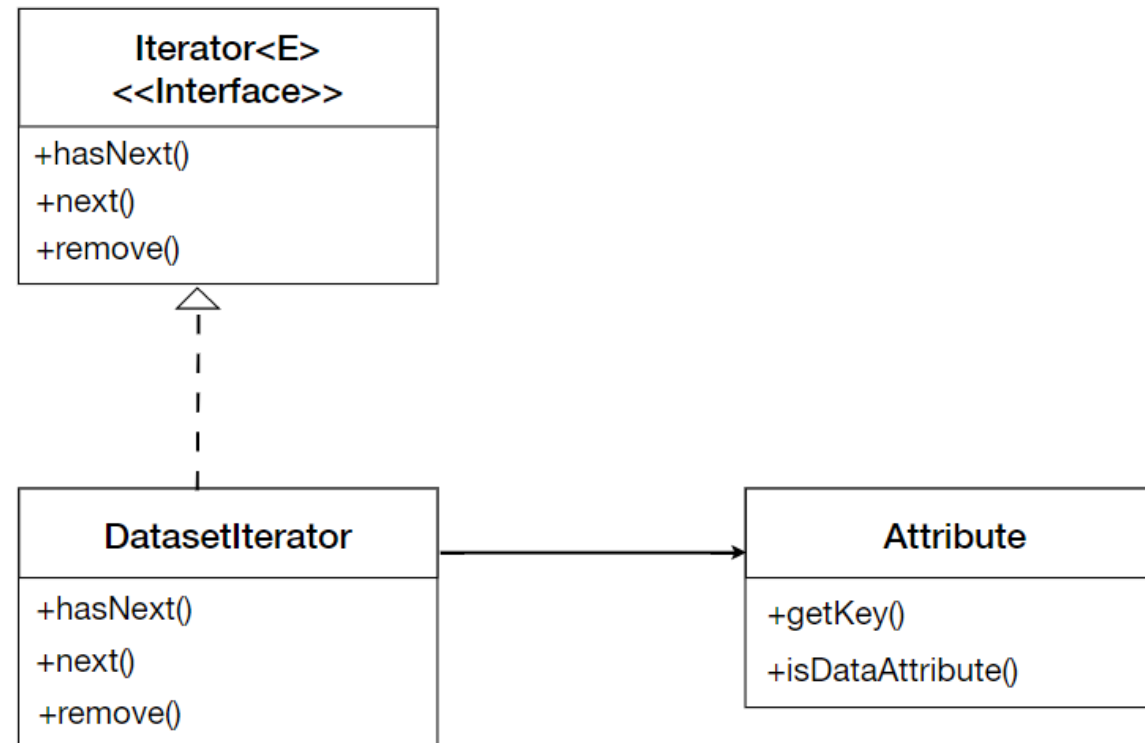 Iterator<E>
<<Interface>>
+hasNext()
+next()
+remove()
DatasetIterator
+hasNext()
+next()
+remove()
Attribute
+getKey()
+isDataAttribute()